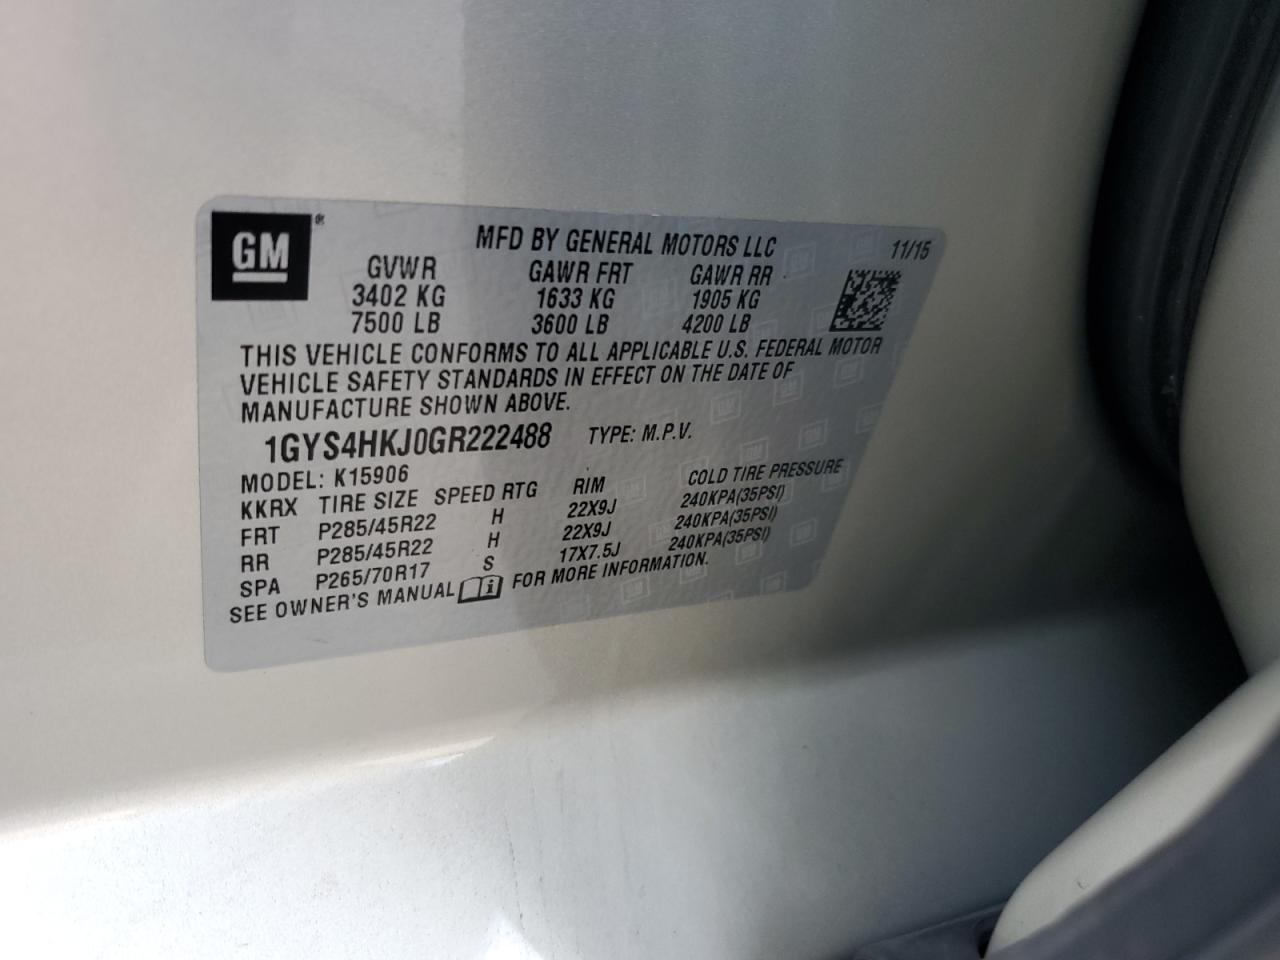 GM ®
MFD BY GENERAL MOTORS LLC 11/15
GVWR GAWR FRT GAWR RR
3402 KG 1633 KG 1905 KG
7500 LB 3600 LB 4200 LB
THIS VEHICLE CONFORMS TO ALL APPLICABLE U.S. FEDERAL MOTOR
VEHICLE SAFETY STANDARDS IN EFFECT ON THE DATE OF
MANUFACTURE SHOWN ABOVE.
1GYS4HKJ0GR222488 TYPE: M.P.V.
MODEL: K15906
KKRX TIRE SIZE SPEED RTG RIM COLD TIRE PRESSURE
FRT P285/45R22 H 22X9J 240KPA(35PSI)
RR P285/45R22 H 22X9J 240KPA(35PSI)
SPA P265/70R17 S 17X7.5J 240KPA(35PSI)
SEE OWNER'S MANUAL i FOR MORE INFORMATION.